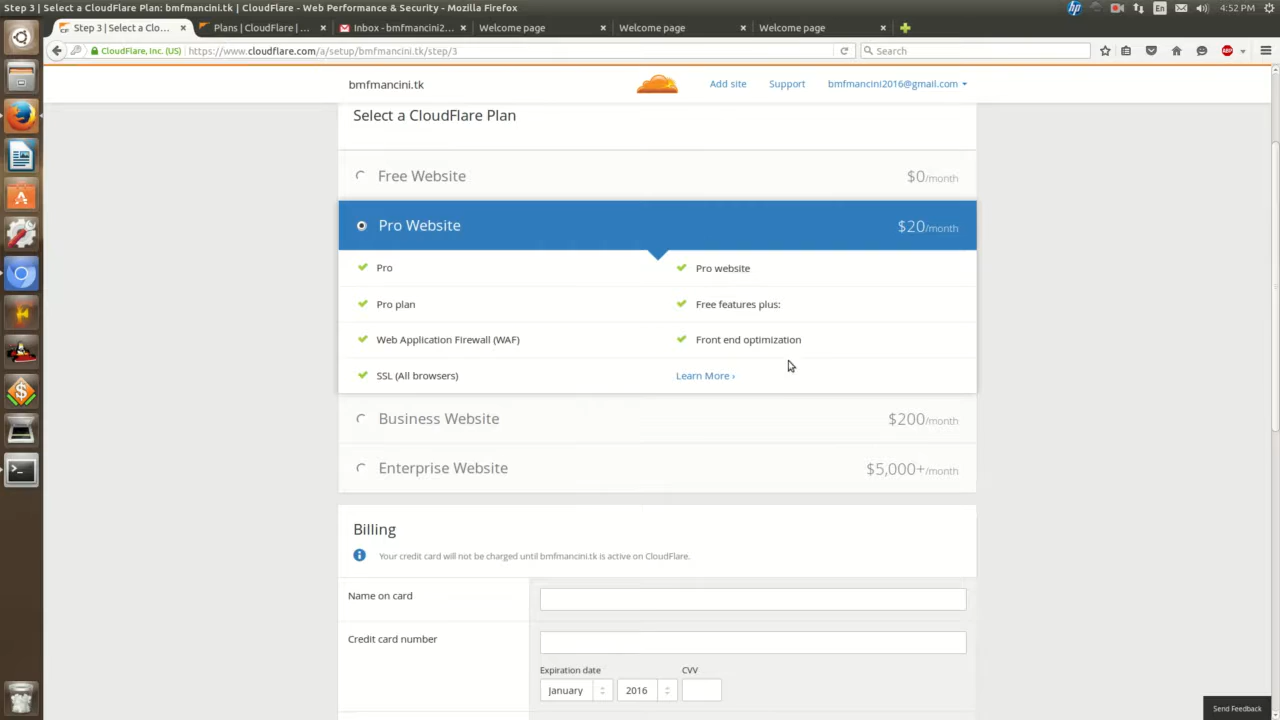 Step 3 | Select a CloudFlare Plan: bmfmancini.tk | CloudFlare - Web Performance & Security - Mozilla Firefox
En
4:52 PM
Step 3 | Select a Clo...
Plans | CloudFlare | ...
Inbox - bmfmancini2...
Welcome page
Welcome page
Welcome page
CloudFlare, Inc. (US)
https://www.cloudflare.com/a/setup/bmfmancini.tk/step/3
Search
ABP
bmfmancini.tk
Add site
Support
bmfmancini2016@gmail.com
Select a CloudFlare Plan
Free Website
$0/month
Pro Website
$20/month
Pro
Pro website
Pro plan
Free features plus:
Web Application Firewall (WAF)
Front end optimization
SSL (All browsers)
Learn More ›
Business Website
$200/month
Enterprise Website
$5,000+/month
Billing
Your credit card will not be charged until bmfmancini.tk is active on CloudFlare.
Name on card
Credit card number
Expiration date
CVV
January
2016
Send Feedback